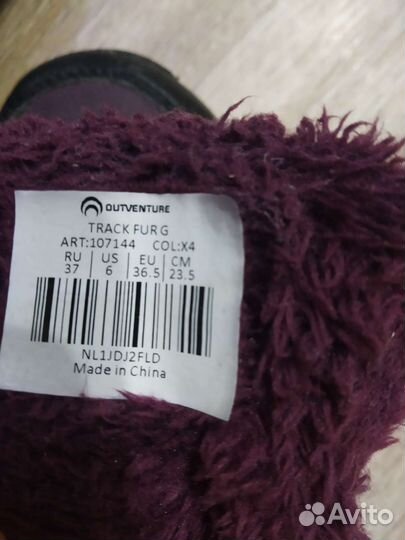 OUTVENTURE
TRACK FUR G
ART:107144 COL:X4
RU US EU CM
37 6 36.5 23.5
NL1JDJ2FLD
Made in China
Avito